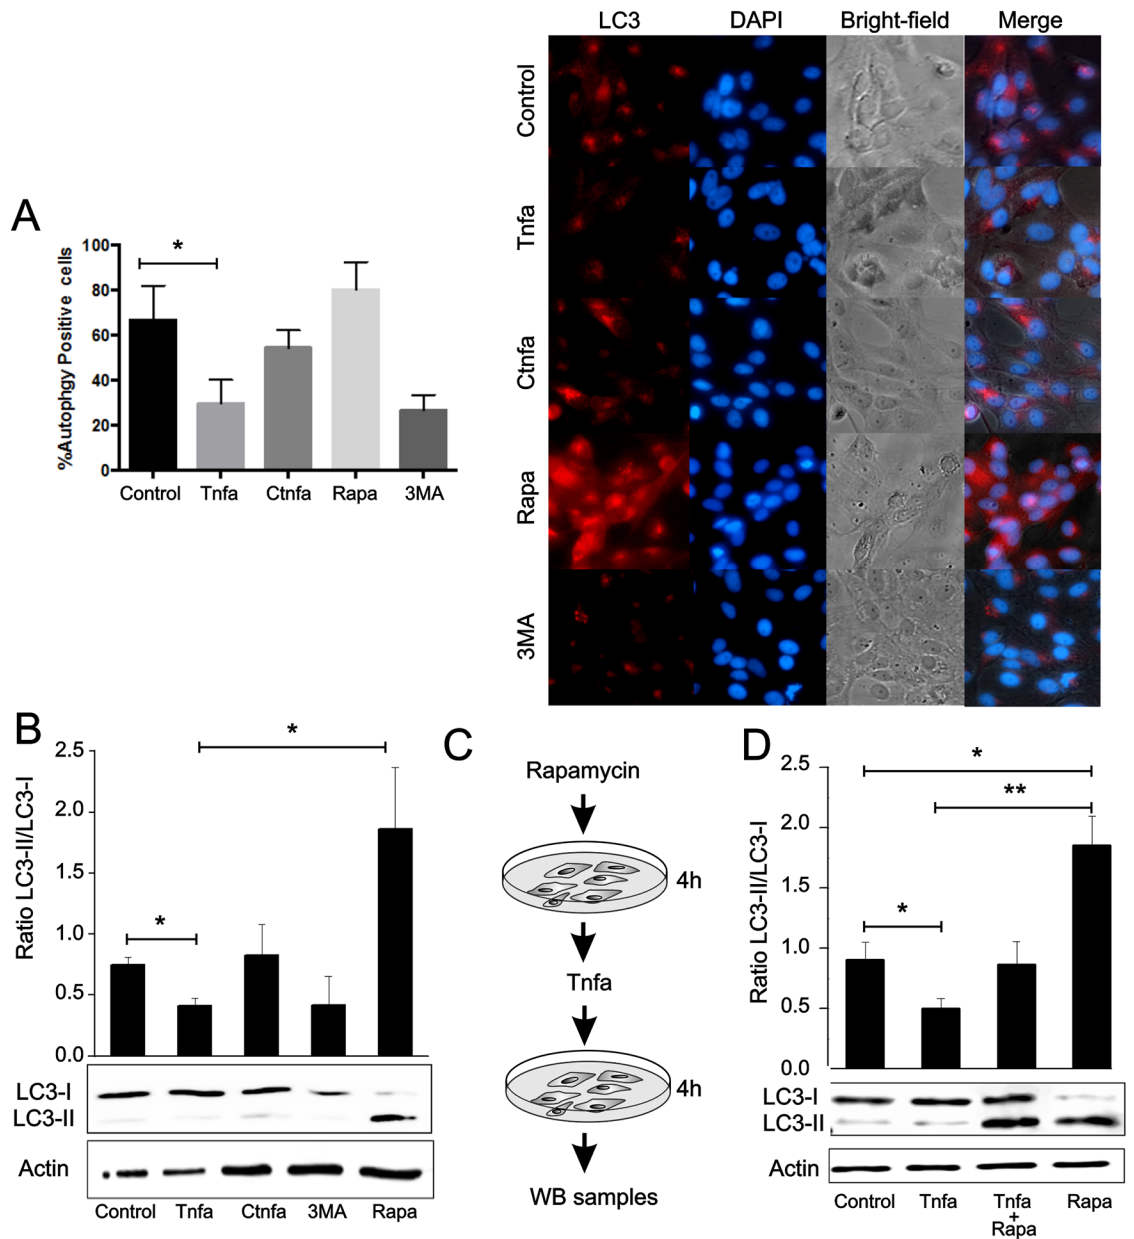 LC3 DAPI Bright-field Merge
Control
Tnfa
Ctnfa
Rapa
3MA
A
%Autophgy Positive cells
100
80
60
40
20
0
*
Control Tnfa Ctnfa Rapa 3MA
B
Ratio LC3-II/LC3-I
2.5
2.0
1.5
1.0
0.5
0.0
*
*
LC3-I
LC3-II
Actin
Control Tnfa Ctnfa 3MA Rapa
C
Rapamycin
4h
Tnfa
4h
WB samples
D
Ratio LC3-II/LC3-I
2.5
2.0
1.5
1.0
0.5
0.0
*
**
*
LC3-I
LC3-II
Actin
Control Tnfa Tnfa Rapa
+
Rapa